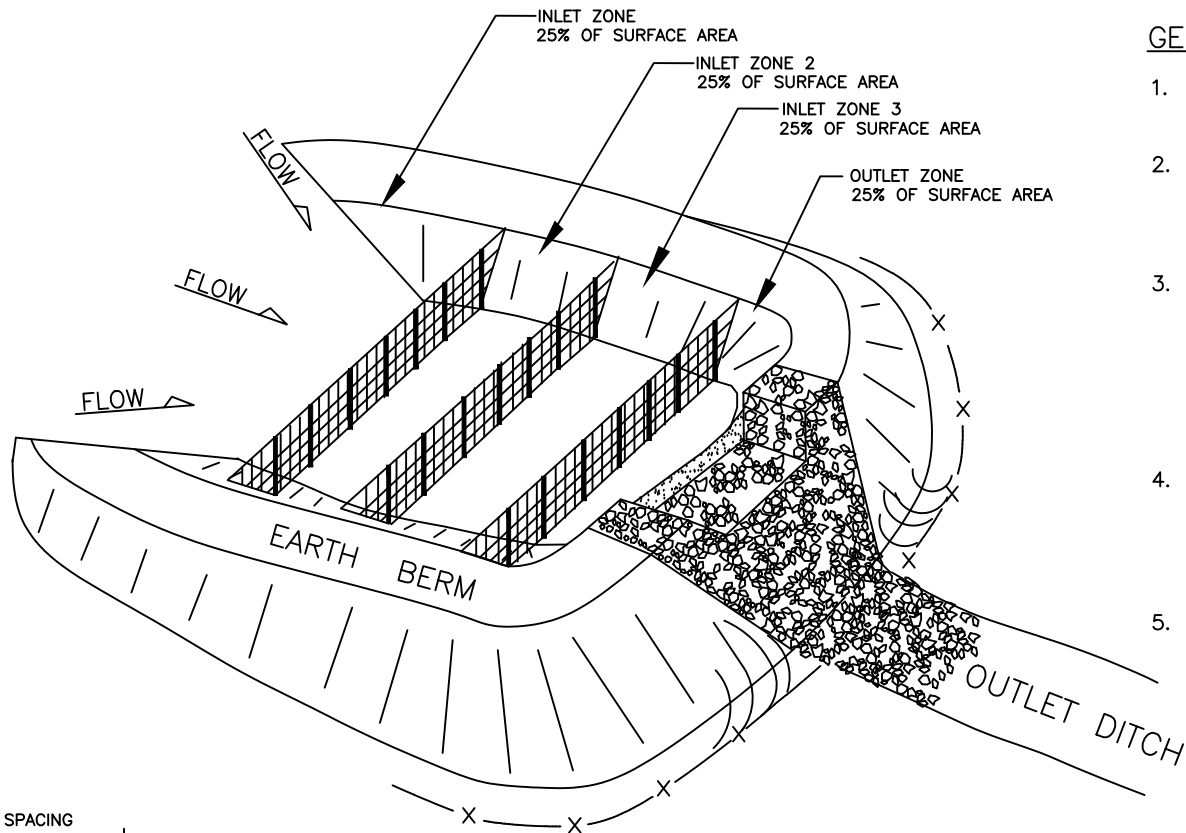 INLET ZONE
25% OF SURFACE AREA
INLET ZONE 2
25% OF SURFACE AREA
INLET ZONE 3
25% OF SURFACE AREA
OUTLET ZONE
25% OF SURFACE AREA
GE
1.
2.
3.
4.
5.
FLOW
FLOW
FLOW
EARTH BERM
OUTLET DITCH
X
X
X
X
X
X
X
X
SPACING